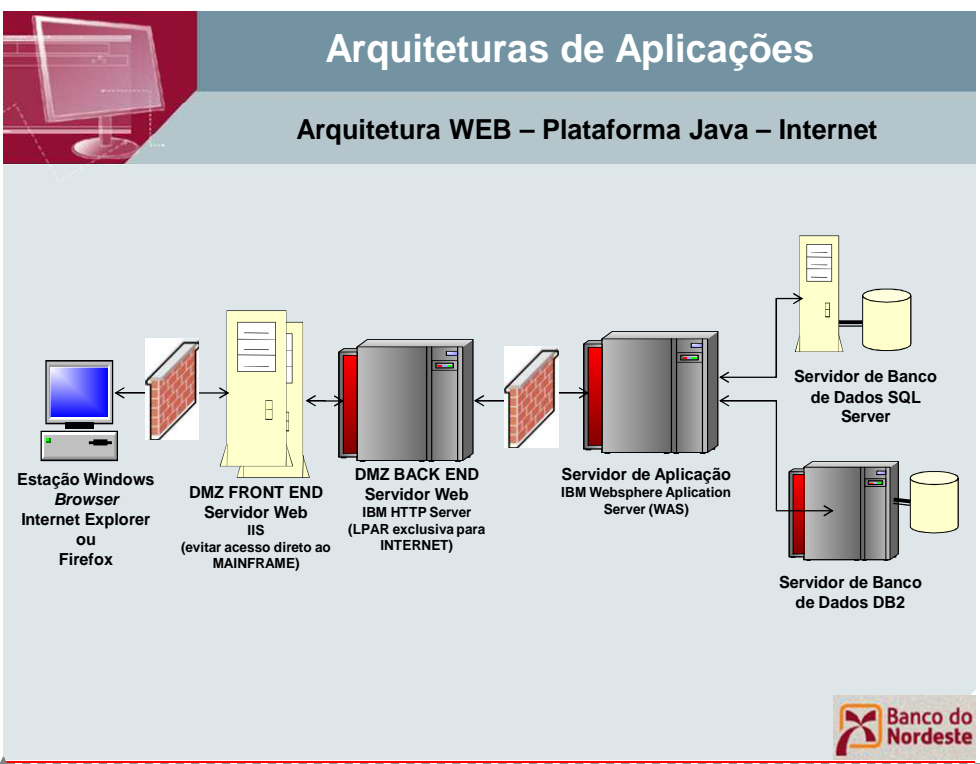 Arquiteturas de Aplicações
Arquitetura WEB – Plataforma Java – Internet
Estação Windows
Browser
Internet Explorer
ou
Firefox
DMZ FRONT END
Servidor Web
IIS
(evitar acesso direto ao
MAINFRAME)
DMZ BACK END
Servidor Web
IBM HTTP Server
(LPAR exclusiva para
INTERNET)
Servidor de Aplicação
IBM Websphere Aplication
Server (WAS)
Servidor de Banco
de Dados SQL
Server
Servidor de Banco
de Dados DB2
Banco do
Nordeste